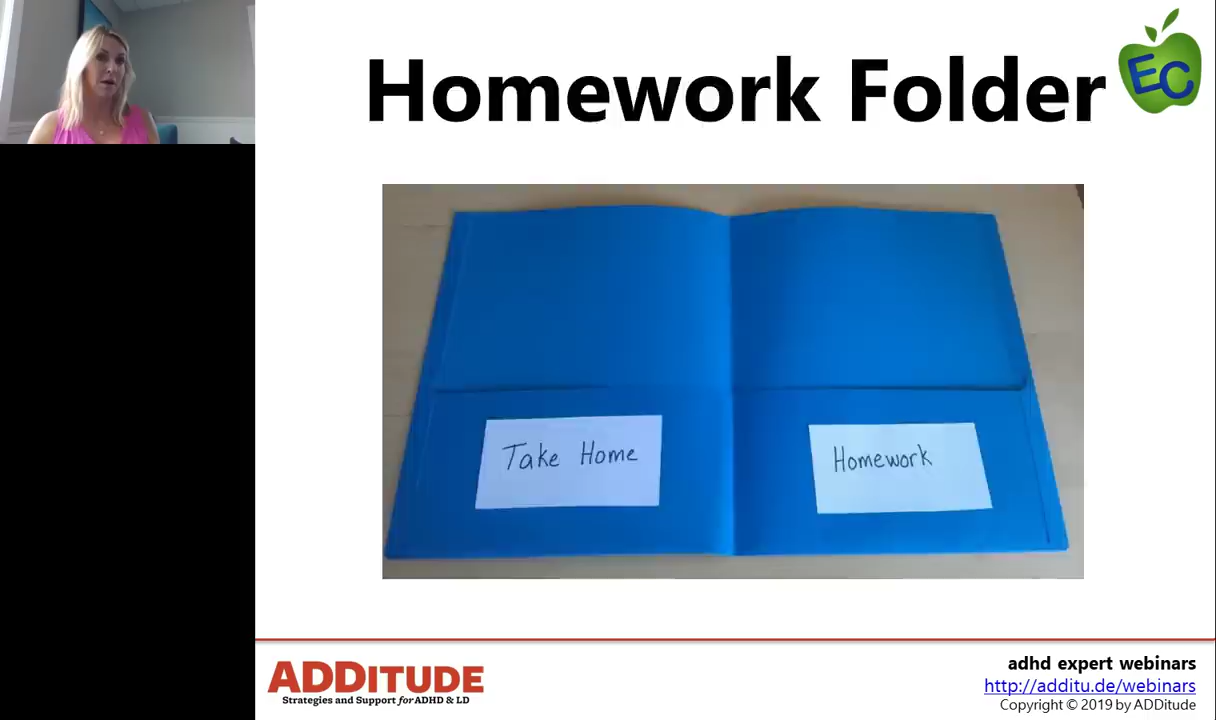 Homework Folder
EC
Take Home
Homework
ADDITUDE
Strategies and Support for ADHD & LD
adhd expert webinars
http://additu.de/webinars
Copyright © 2019 by ADDitude